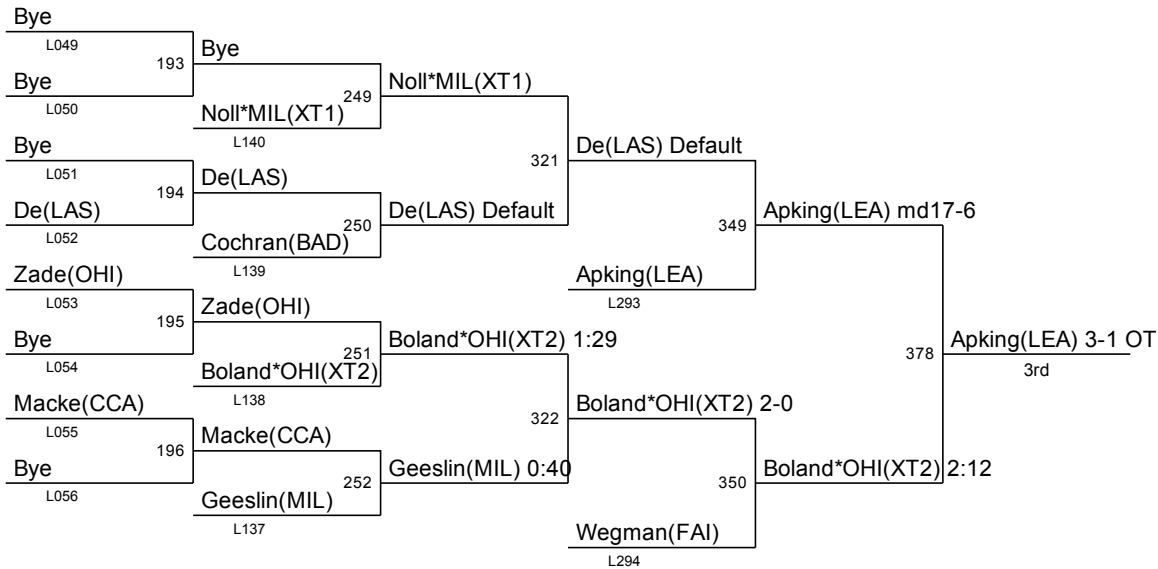 Bye
L049
193
Bye
Bye
L050
249
Noll*MIL(XT1)
Noll*MIL(XT1)
L140
Bye
L051
321
De(LAS) Default
194
De(LAS)
De(LAS)
L052
250
De(LAS) Default
Cochran(BAD)
L139
349
Apking(LEA) md17-6
Zade(OHI)
L053
Apking(LEA)
L293
195
Zade(OHI)
Bye
L054
251
Boland*OHI(XT2) 1:29
Boland*OHI(XT2)
L138
378
Apking(LEA) 3-1 OT
3rd
Macke(CCA)
L055
322
Boland*OHI(XT2) 2-0
196
Macke(CCA)
Bye
L056
252
Geeslin(MIL) 0:40
Geeslin(MIL)
L137
350
Boland*OHI(XT2) 2:12
Wegman(FAI)
L294